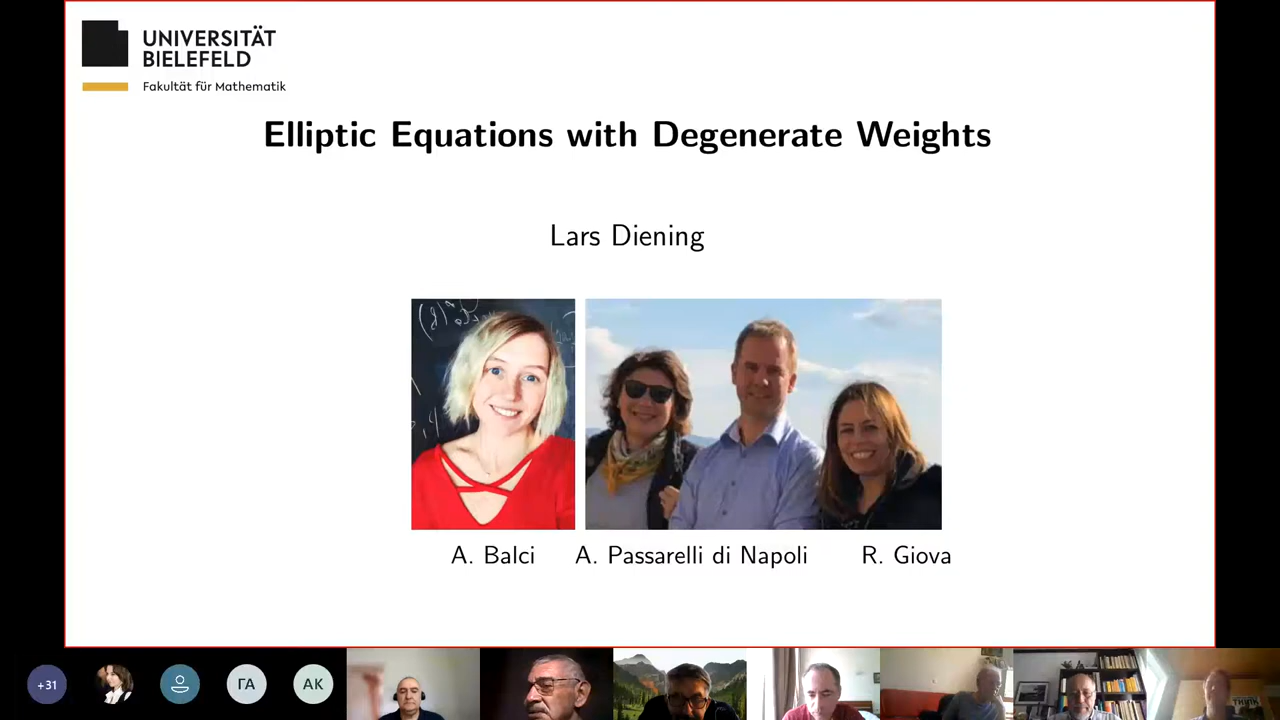 UNIVERSITÄT
BIELEFELD
Fakultät für Mathematik
Elliptic Equations with Degenerate Weights
Lars Diening
A. Balci
A. Passarelli di Napoli
R. Giova
+31
ГА
AK